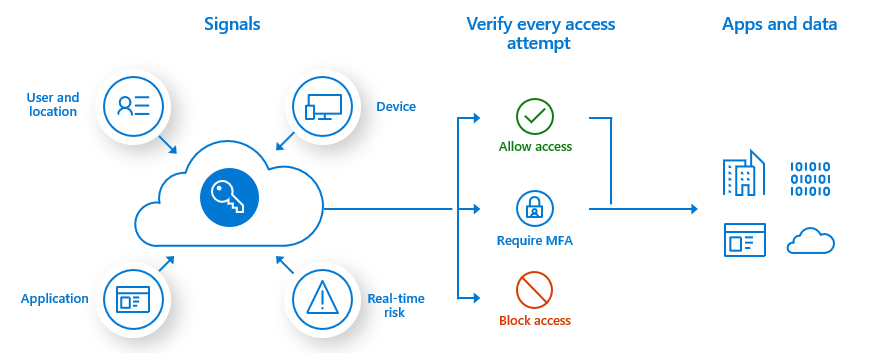 Signals
Verify every access
attempt
Apps and data
User and
location
Device
Allow access
01010
01010
010101
Require MFA
Application
Real-time
risk
Block access